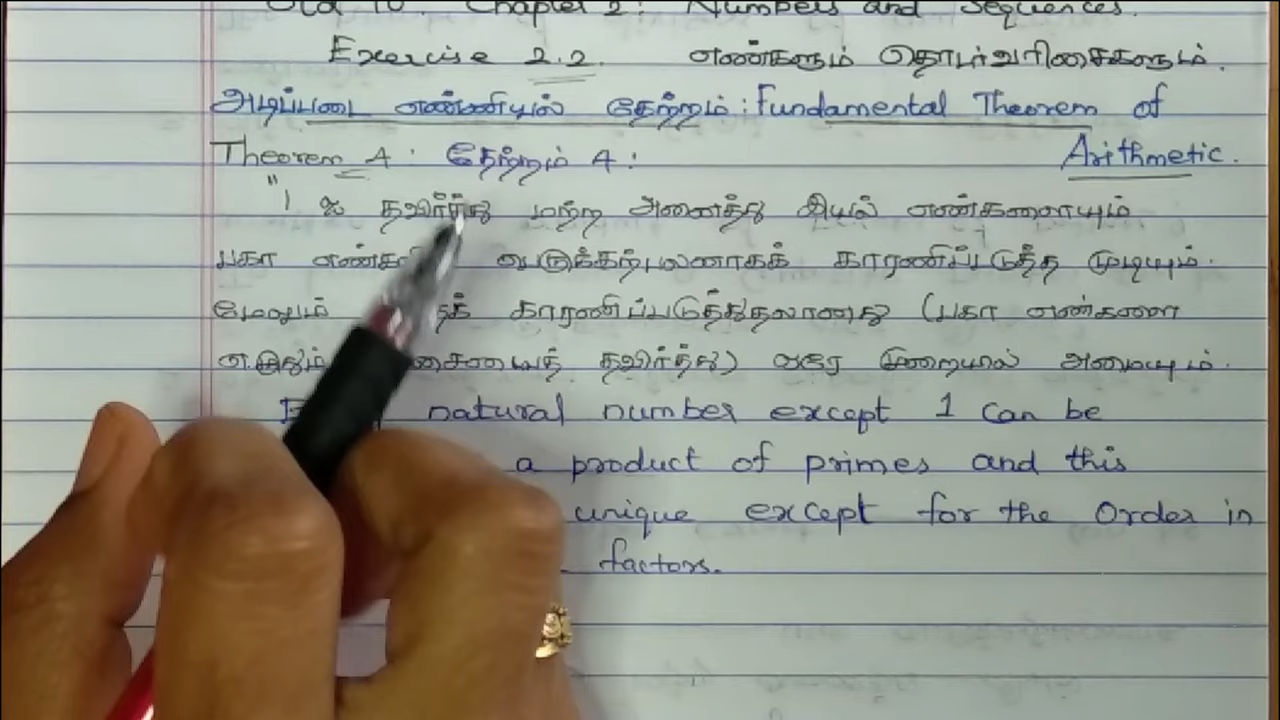 Std 10. Chapter 2: Numbers and Sequences.
Exercise 2.2. எண்களும் தொடர்வரிசைகளும்.
அடிப்படை எண்ணியல் தேற்றம்: Fundamental Theorem of
Theorem 4: தேற்றம் 4: Arithmetic.
"1 ஐ தவிர்த்து மற்ற அனைத்து இயல் எண்களையும்
பகா பெருக்கற்பலனாகக் காரணிப்படுத்த முடியும்.
மேலும் காரணிப்படுத்துதலானது (பகா எண்களை
எழுதும் தவிர்த்து) ஒரே முறையில் அமையும்.
natural number except 1 can be
a product of primes and this
unique except for the order in
factors.